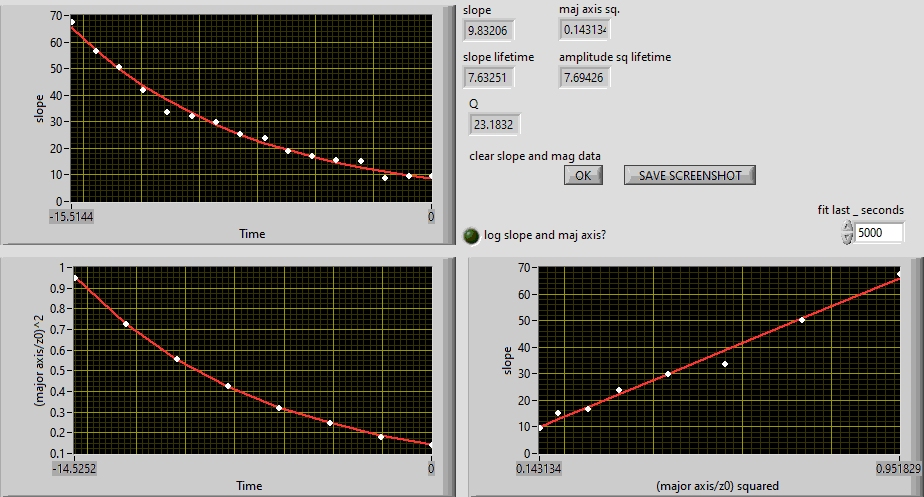 slope
maj axis sq.
9.83206
0.143134
slope lifetime
amplitude sq lifetime
7.63251
7.69426
Q
23.1832
clear slope and mag data
OK
SAVE SCREENSHOT
log slope and maj axis?
fit last _ seconds
5000
70
60
50
40
30
20
10
0
slope
-15.5144
0
Time
1
0.9
0.8
0.7
0.6
0.5
0.4
0.3
0.2
0.1
(major axis/z0)^2
-14.5252
0
Time
70
60
50
40
30
20
10
0
slope
0.143134
0.951829
(major axis/z0) squared